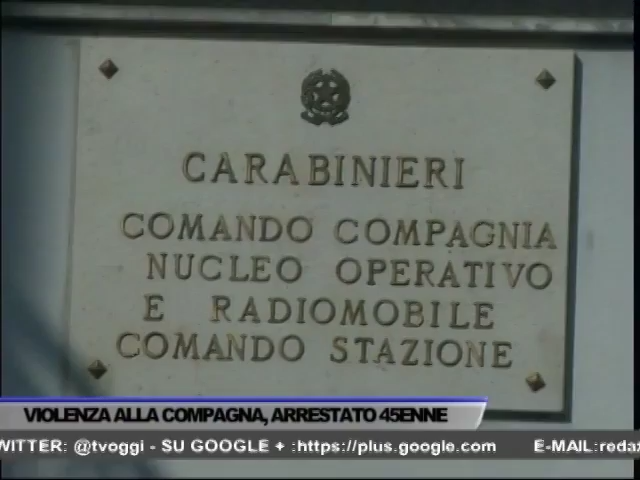 CARABINIERI
COMANDO COMPAGNIA
NUCLEO OPERATIVO
E RADIOMOBILE
COMANDO STAZIONE
VIOLENZA ALLA COMPAGNA, ARRESTATO 45ENNE
WITTER: @tvoggi - SU GOOGLE + :https://plus.google.com E-MAIL:reda